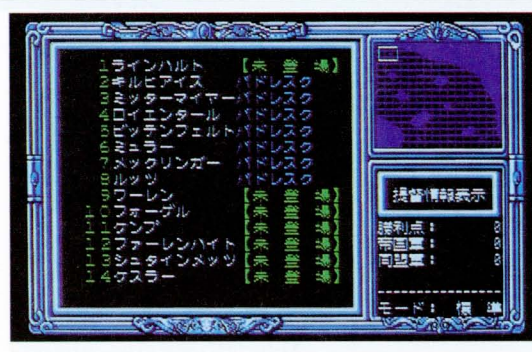 1ラインハルト 【未 登 場】
2キルヒアイス パドレスク
3ミッターマイヤーパドレスク
4ロイエンタール パドレスク
5ビッテンフェルトパドレスク
6ミュラー パドレスク
7メックリンガー パドレスク
8ルッツ パドレスク
9ワーレン 【未 登 場】
10フォーゲル 【未 登 場】
11ケンプ 【未 登 場】
12ファーレンハイト 【未 登 場】
13シュタインメッツ 【未 登 場】
14ケスラー 【未 登 場】
提督情報表示
勝利点：
帝国軍： 0
同盟軍： 0
モード： 標 準